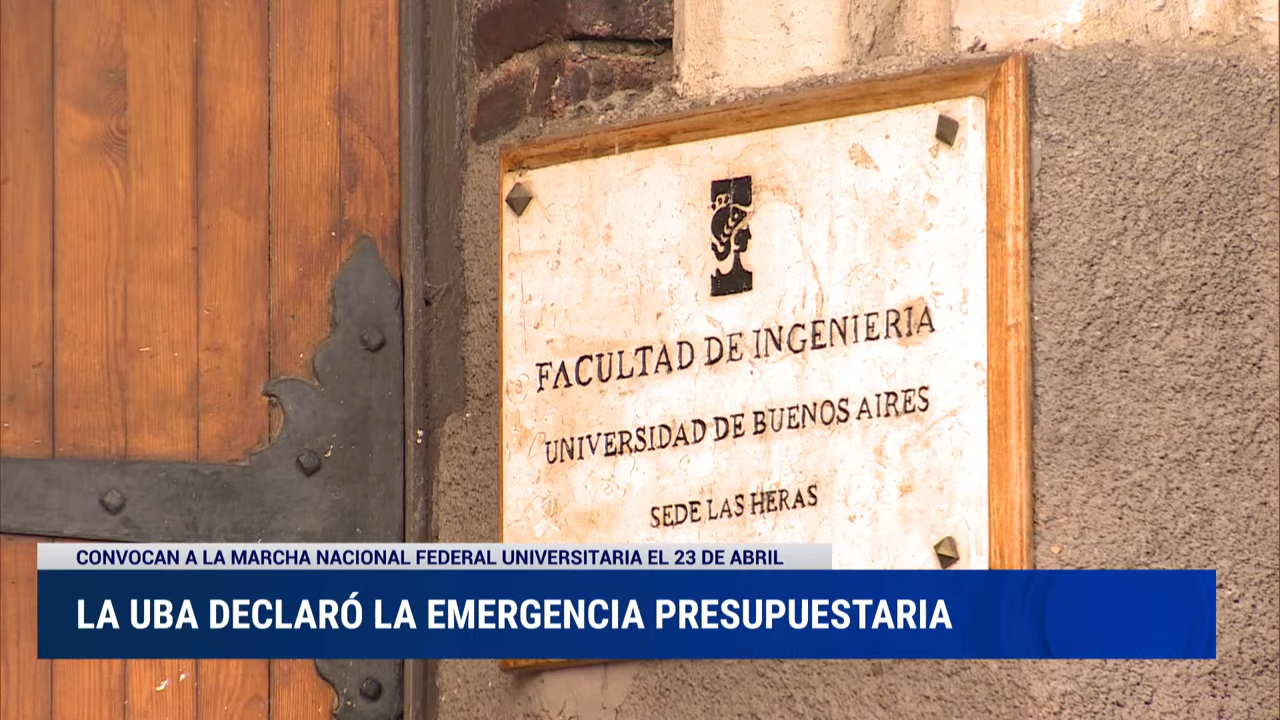 FACULTAD DE INGENIERIA
UNIVERSIDAD DE BUENOS AIRES
SEDE LAS HERAS
CONVOCAN A LA MARCHA NACIONAL FEDERAL UNIVERSITARIA EL 23 DE ABRIL
LA UBA DECLARÓ LA EMERGENCIA PRESUPUESTARIA